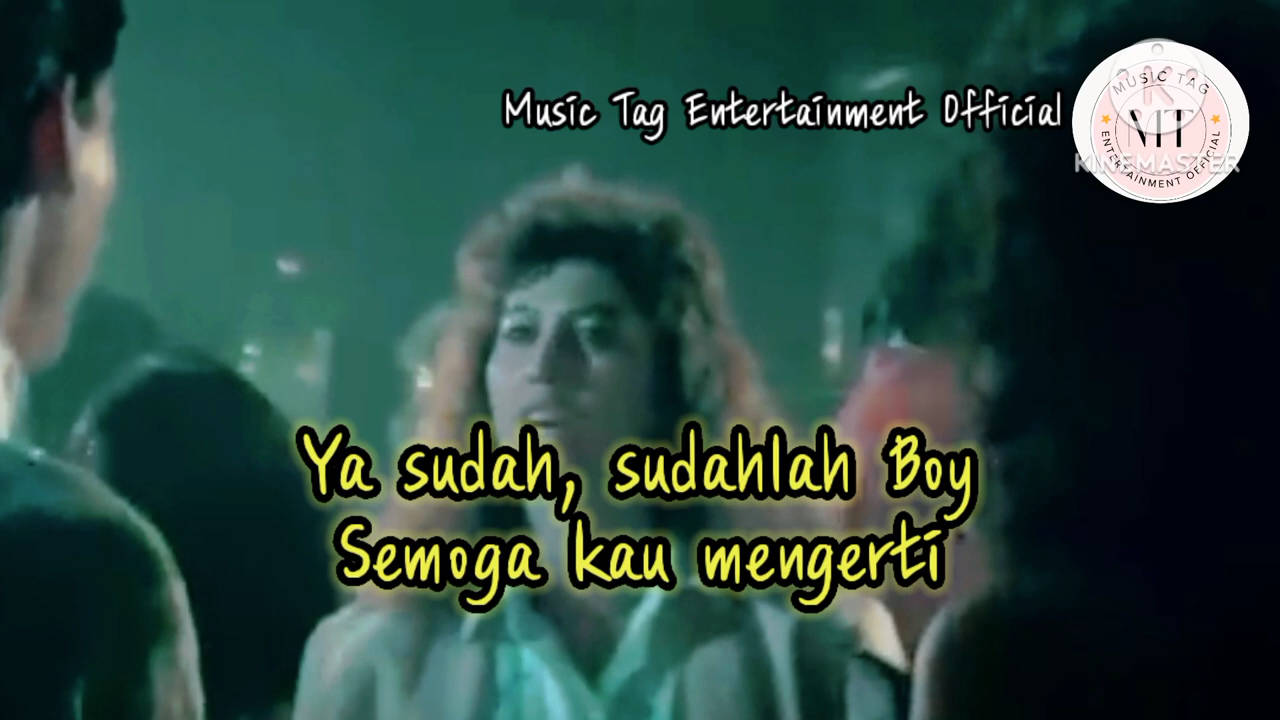 Music Tag Entertainment Official
MUSIC TAG
MT
ENTERTAINMENT OFFICIAL
KINEMASTER
Ya sudah, sudahlah Boy
Semoga kau mengerti